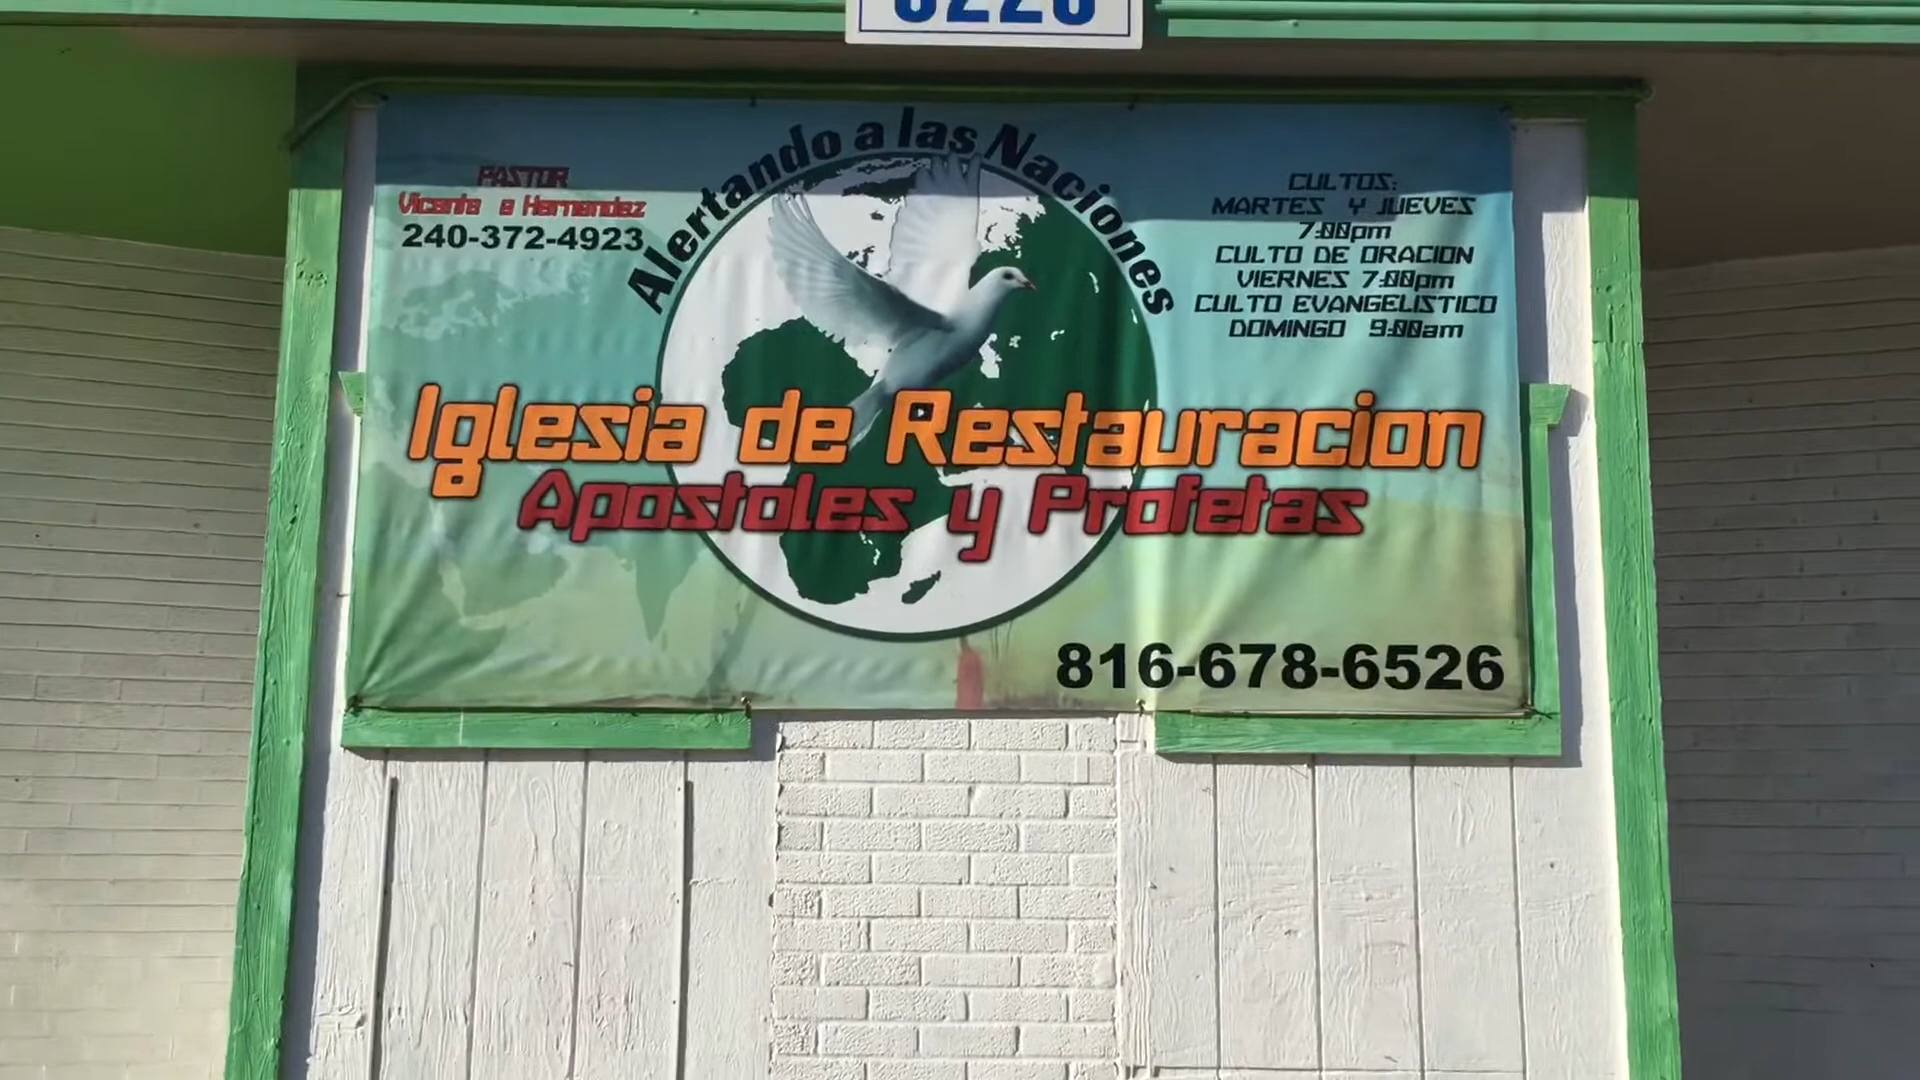 Alertando a las Naciones
PASTOR
Vicente a Hernandez
240-372-4923
CULTOS:
MARTES Y JUEVES
7:00pm
CULTO DE ORACION
VIERNES 7:00pm
CULTO EVANGELISTICO
DOMINGO 9:00am
Iglesia de Restauracion
Apostoles y Profetas
816-678-6526